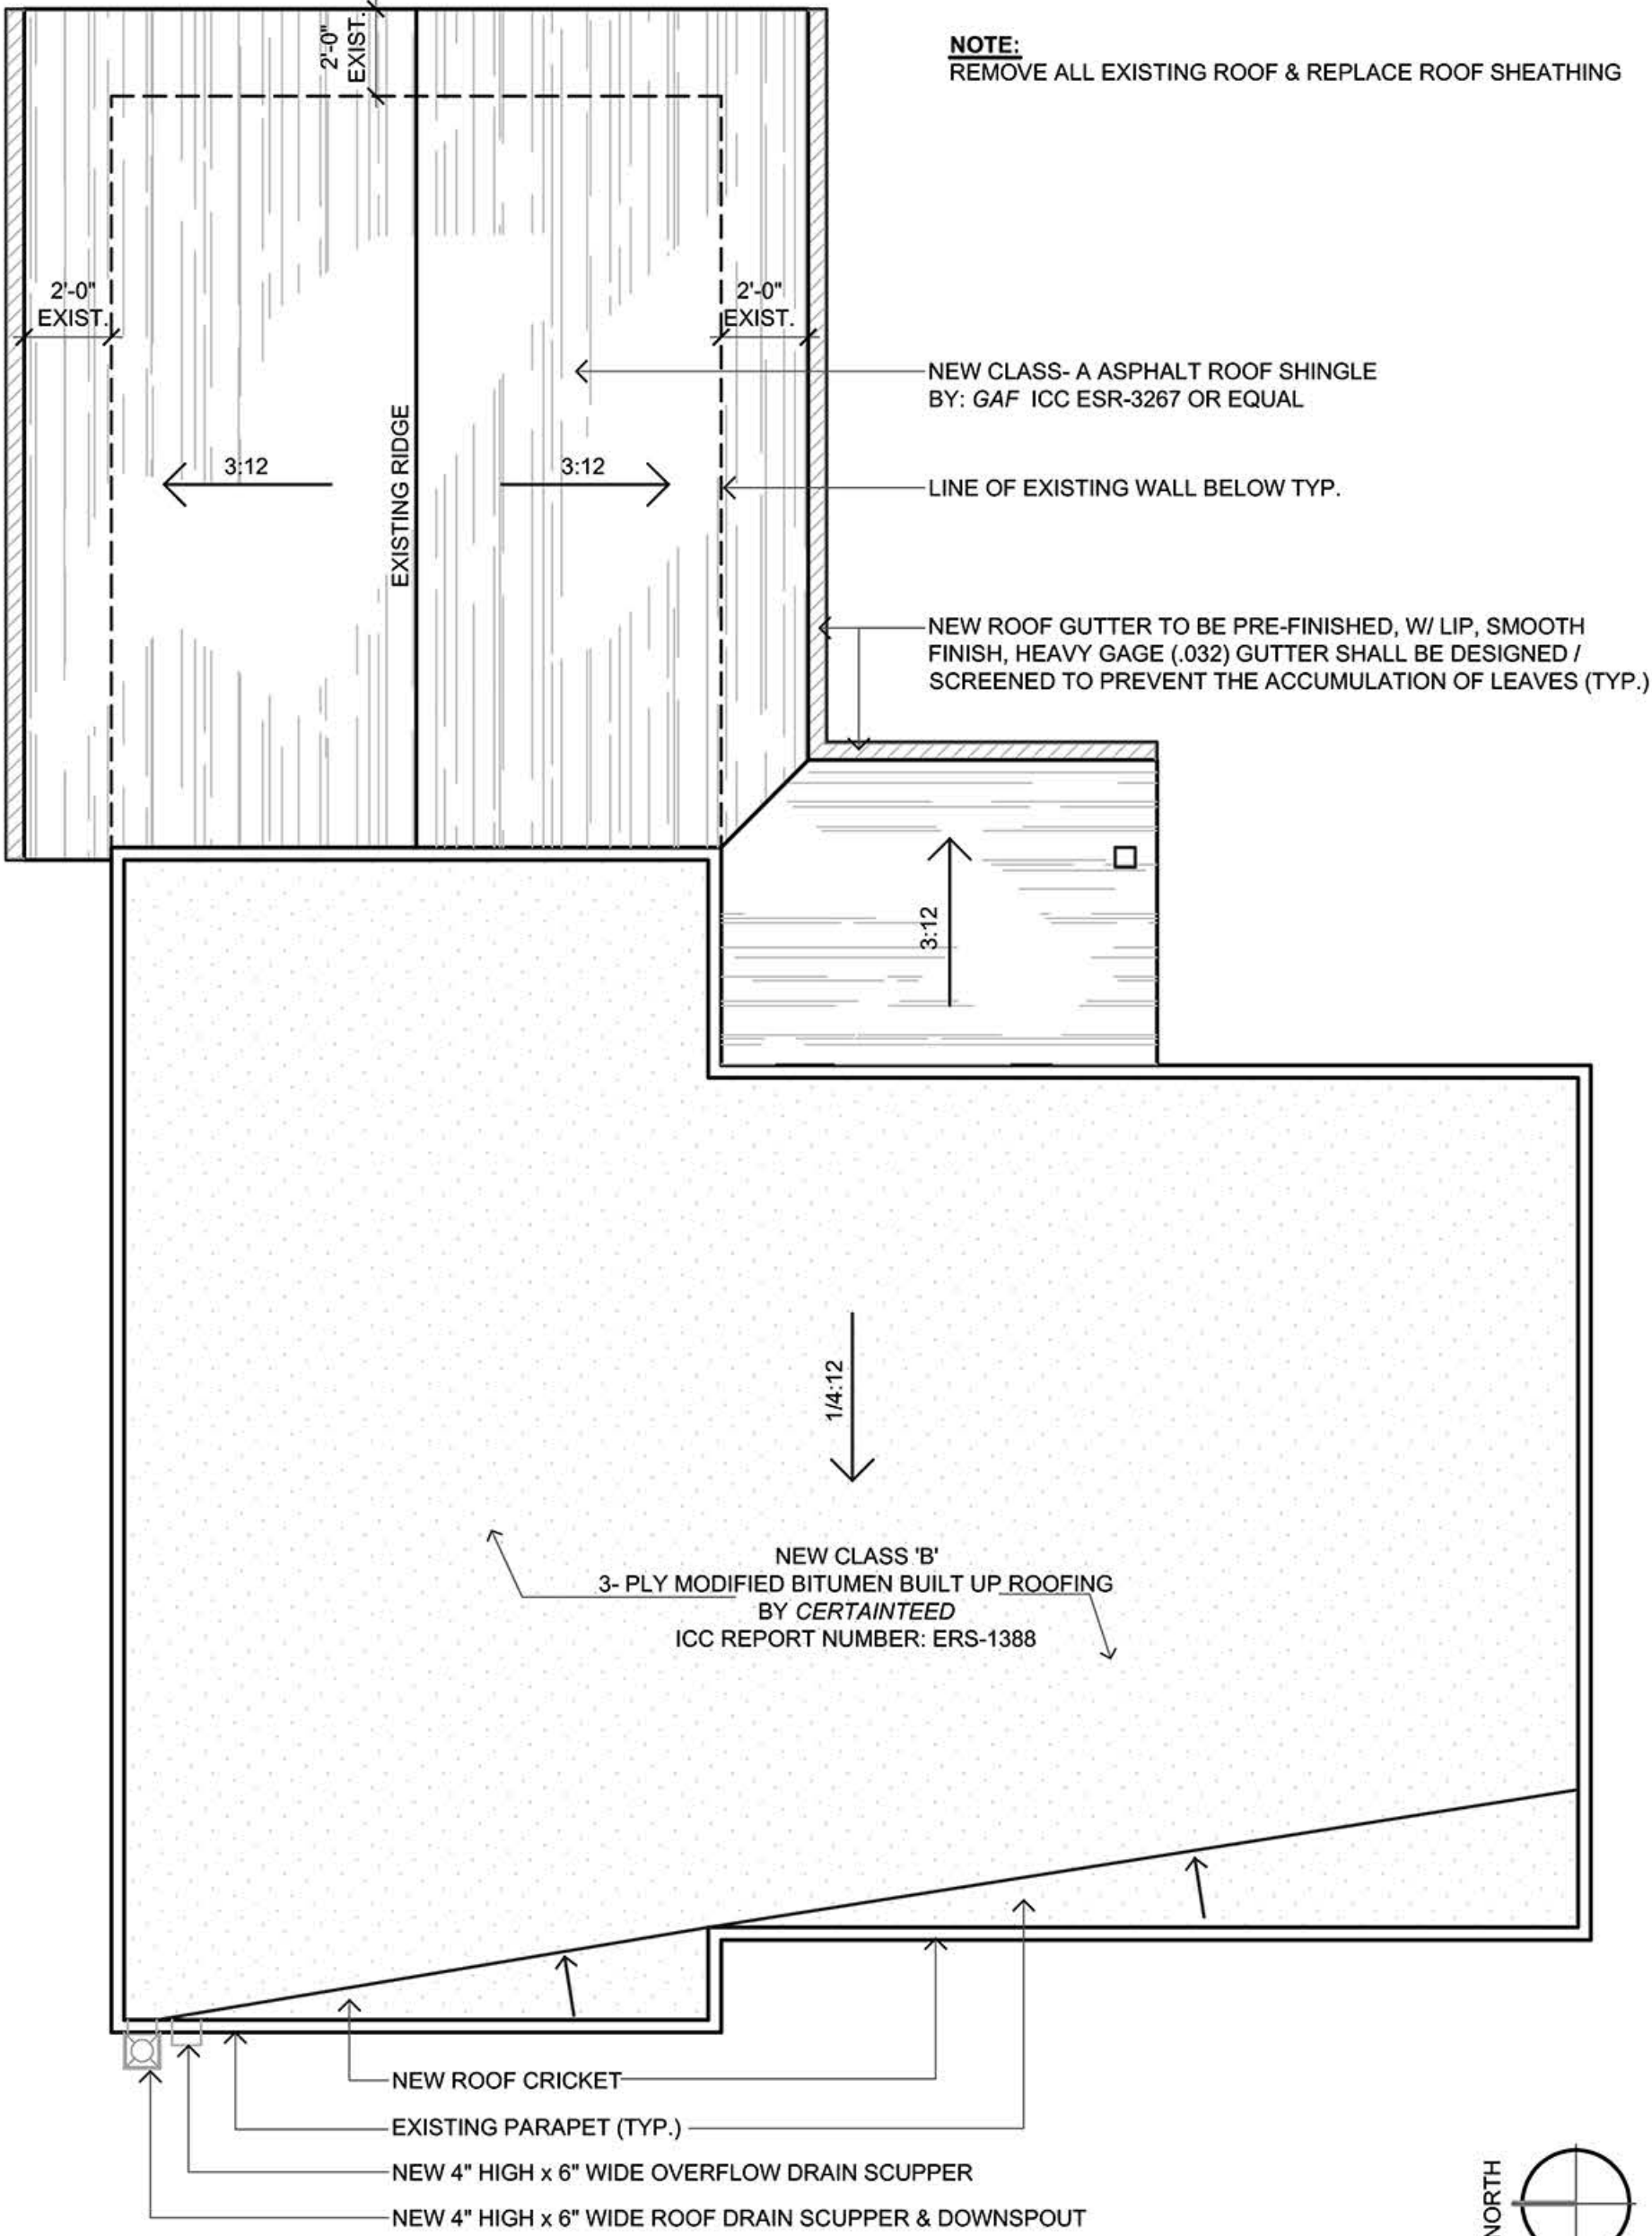 2'-0"
EXIST.
NOTE:
REMOVE ALL EXISTING ROOF & REPLACE ROOF SHEATHING
2'-0"
EXIST.
2'-0"
EXIST.
NEW CLASS- A ASPHALT ROOF SHINGLE
BY: GAF ICC ESR-3267 OR EQUAL
3:12
EXISTING RIDGE
3:12
LINE OF EXISTING WALL BELOW TYP.
NEW ROOF GUTTER TO BE PRE-FINISHED, W/ LIP, SMOOTH
FINISH, HEAVY GAGE (.032) GUTTER SHALL BE DESIGNED /
SCREENED TO PREVENT THE ACCUMULATION OF LEAVES (TYP.)
3:12
1/4:12
NEW CLASS 'B'
3- PLY MODIFIED BITUMEN BUILT UP ROOFING
BY CERTAINTEED
ICC REPORT NUMBER: ERS-1388
NEW ROOF CRICKET
EXISTING PARAPET (TYP.)
NEW 4" HIGH x 6" WIDE OVERFLOW DRAIN SCUPPER
NEW 4" HIGH x 6" WIDE ROOF DRAIN SCUPPER & DOWNSPOUT
NORTH